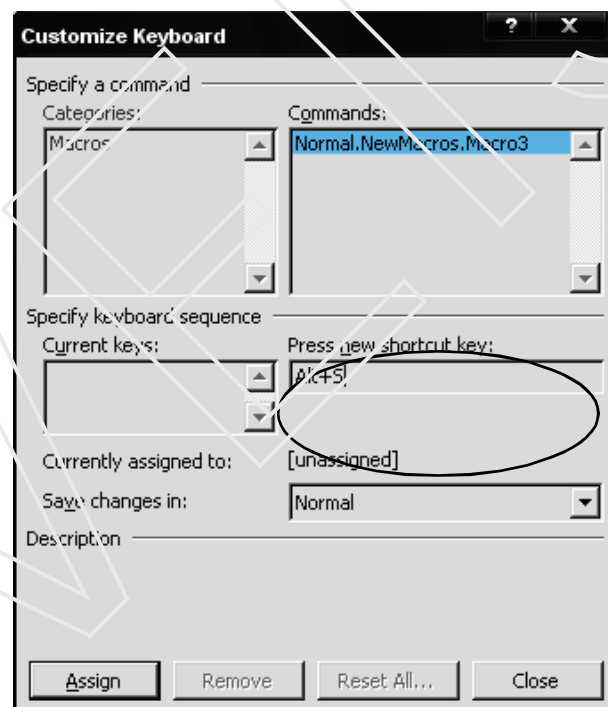 Customize Keyboard
Specify a command
Categories: Commands:
Macros Normal.NewMacros.Macro3
Specify keyboard sequence
Current keys: Press new shortcut key:
Alt+S
Currently assigned to: [unassigned]
Save changes in: Normal
Description
Assign Remove Reset All... Close